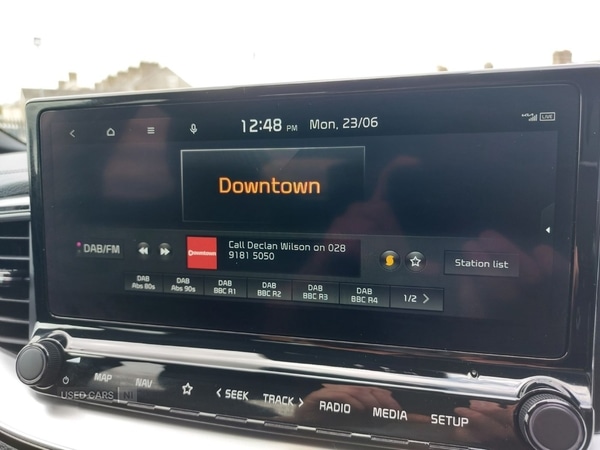 12:48 PM Mon, 23/06
LIVE
Downtown
DAB/FM
Downtown
Call Declan Wilson on 028
9181 5050
Station list
DAB
Abs 80s
DAB
Abs 90s
DAB
BBC R1
DAB
BBC R2
DAB
BBC R3
DAB
BBC R4
1/2
MAP
NAV
SEEK
TRACK
RADIO
MEDIA
SETUP
USED CARS NI